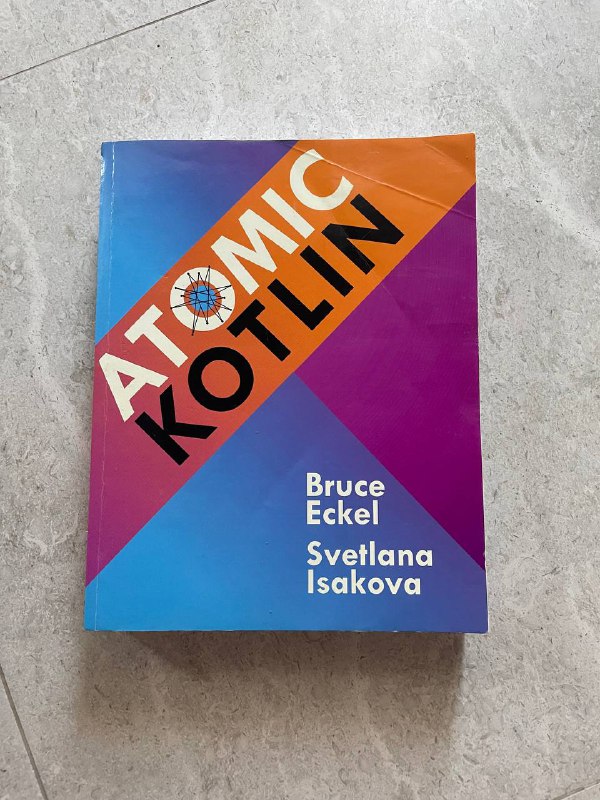 ATOMIC
KOTLIN
Bruce
Eckel
Svetlana
Isakova